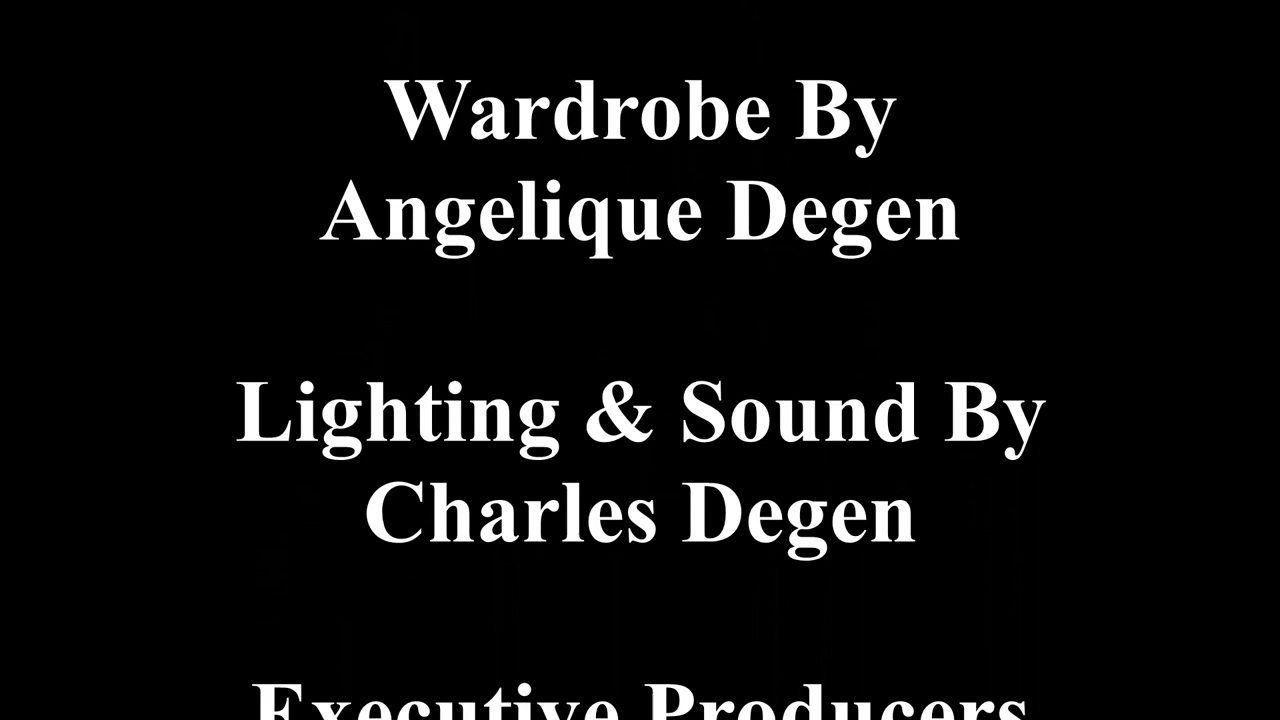 Wardrobe By
Angelique Degen
Lighting & Sound By
Charles Degen
Executive Producers